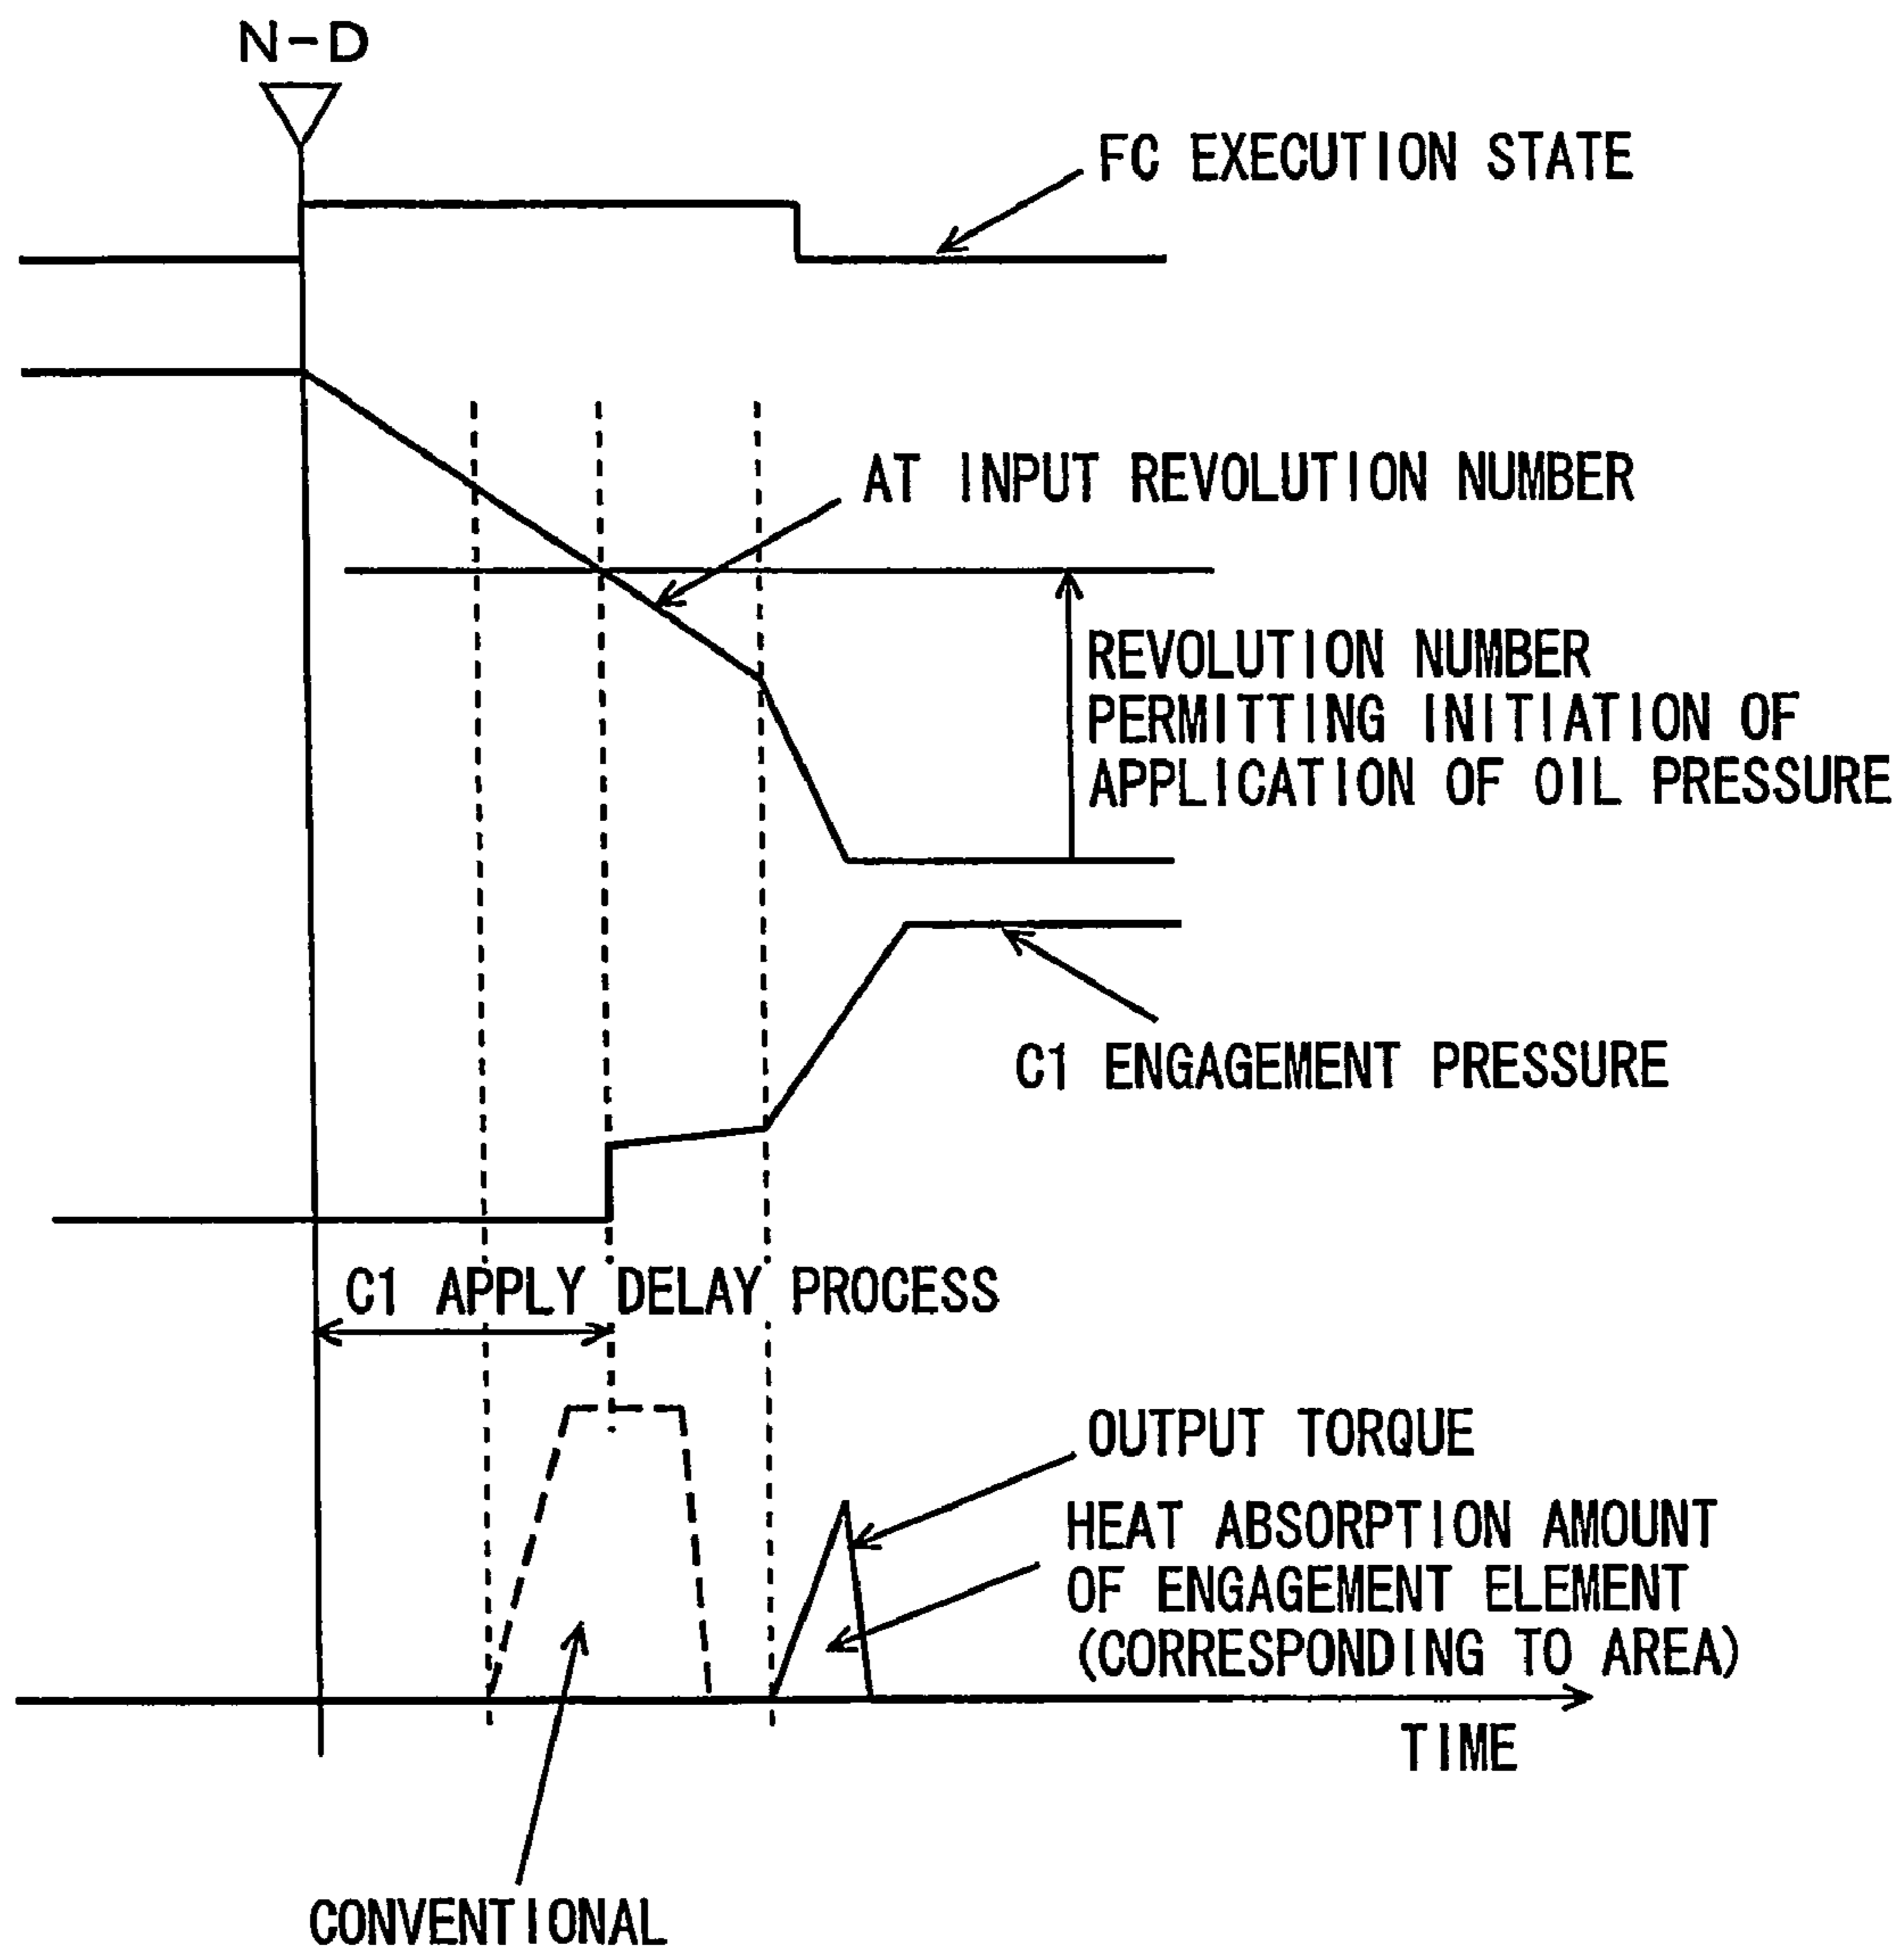 N-D
FC EXECUTION STATE
AT INPUT REVOLUTION NUMBER
REVOLUTION NUMBER
PERMITTING INITIATION OF
APPLICATION OF OIL PRESSURE
C1 ENGAGEMENT PRESSURE
C1 APPLY DELAY PROCESS
OUTPUT TORQUE
HEAT ABSORPTION AMOUNT
OF ENGAGEMENT ELEMENT
(CORRESPONDING TO AREA)
TIME
CONVENTIONAL